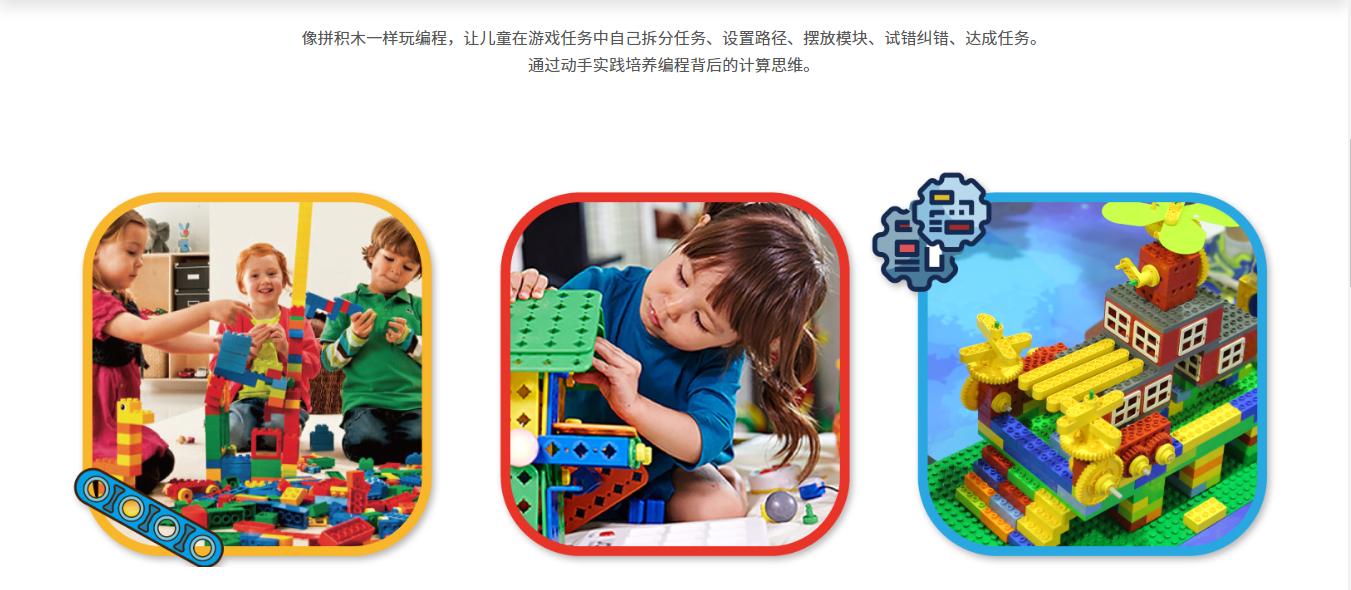 像拼积木一样玩编程，让儿童在游戏任务中自己拆分任务、设置路径、摆放模块、试错纠错、达成任务。
通过动手实践培养编程背后的计算思维。